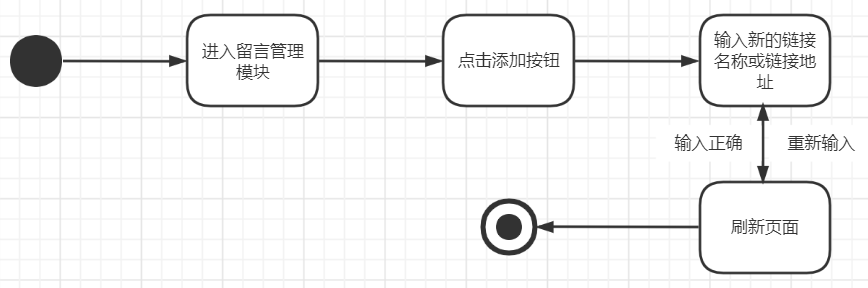 进入留言管理
模块
点击添加按钮
输入新的链接
名称或链接地
址
输入正确
重新输入
刷新页面